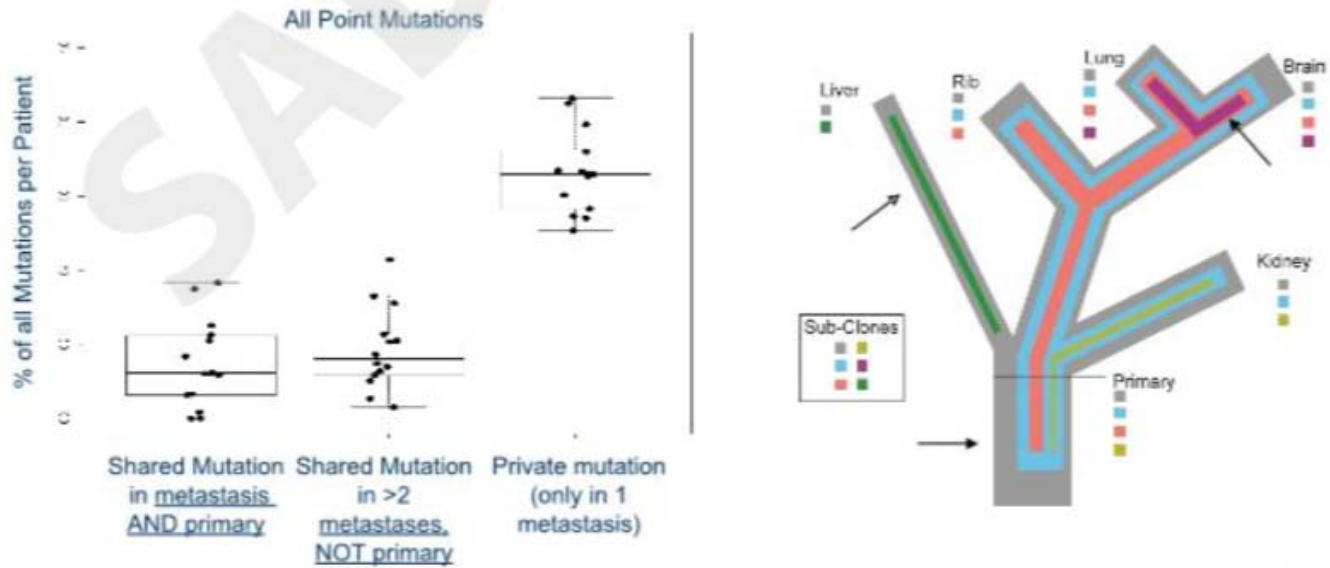 All Point Mutations
% of all Mutations per Patient
Shared Mutation
in metastasis
AND primary
Shared Mutation
in >2
metastases,
NOT primary
Private mutation
(only in 1
metastasis)
Liver
Rib
Lung
Brain
Kidney
Sub-Clones
Primary